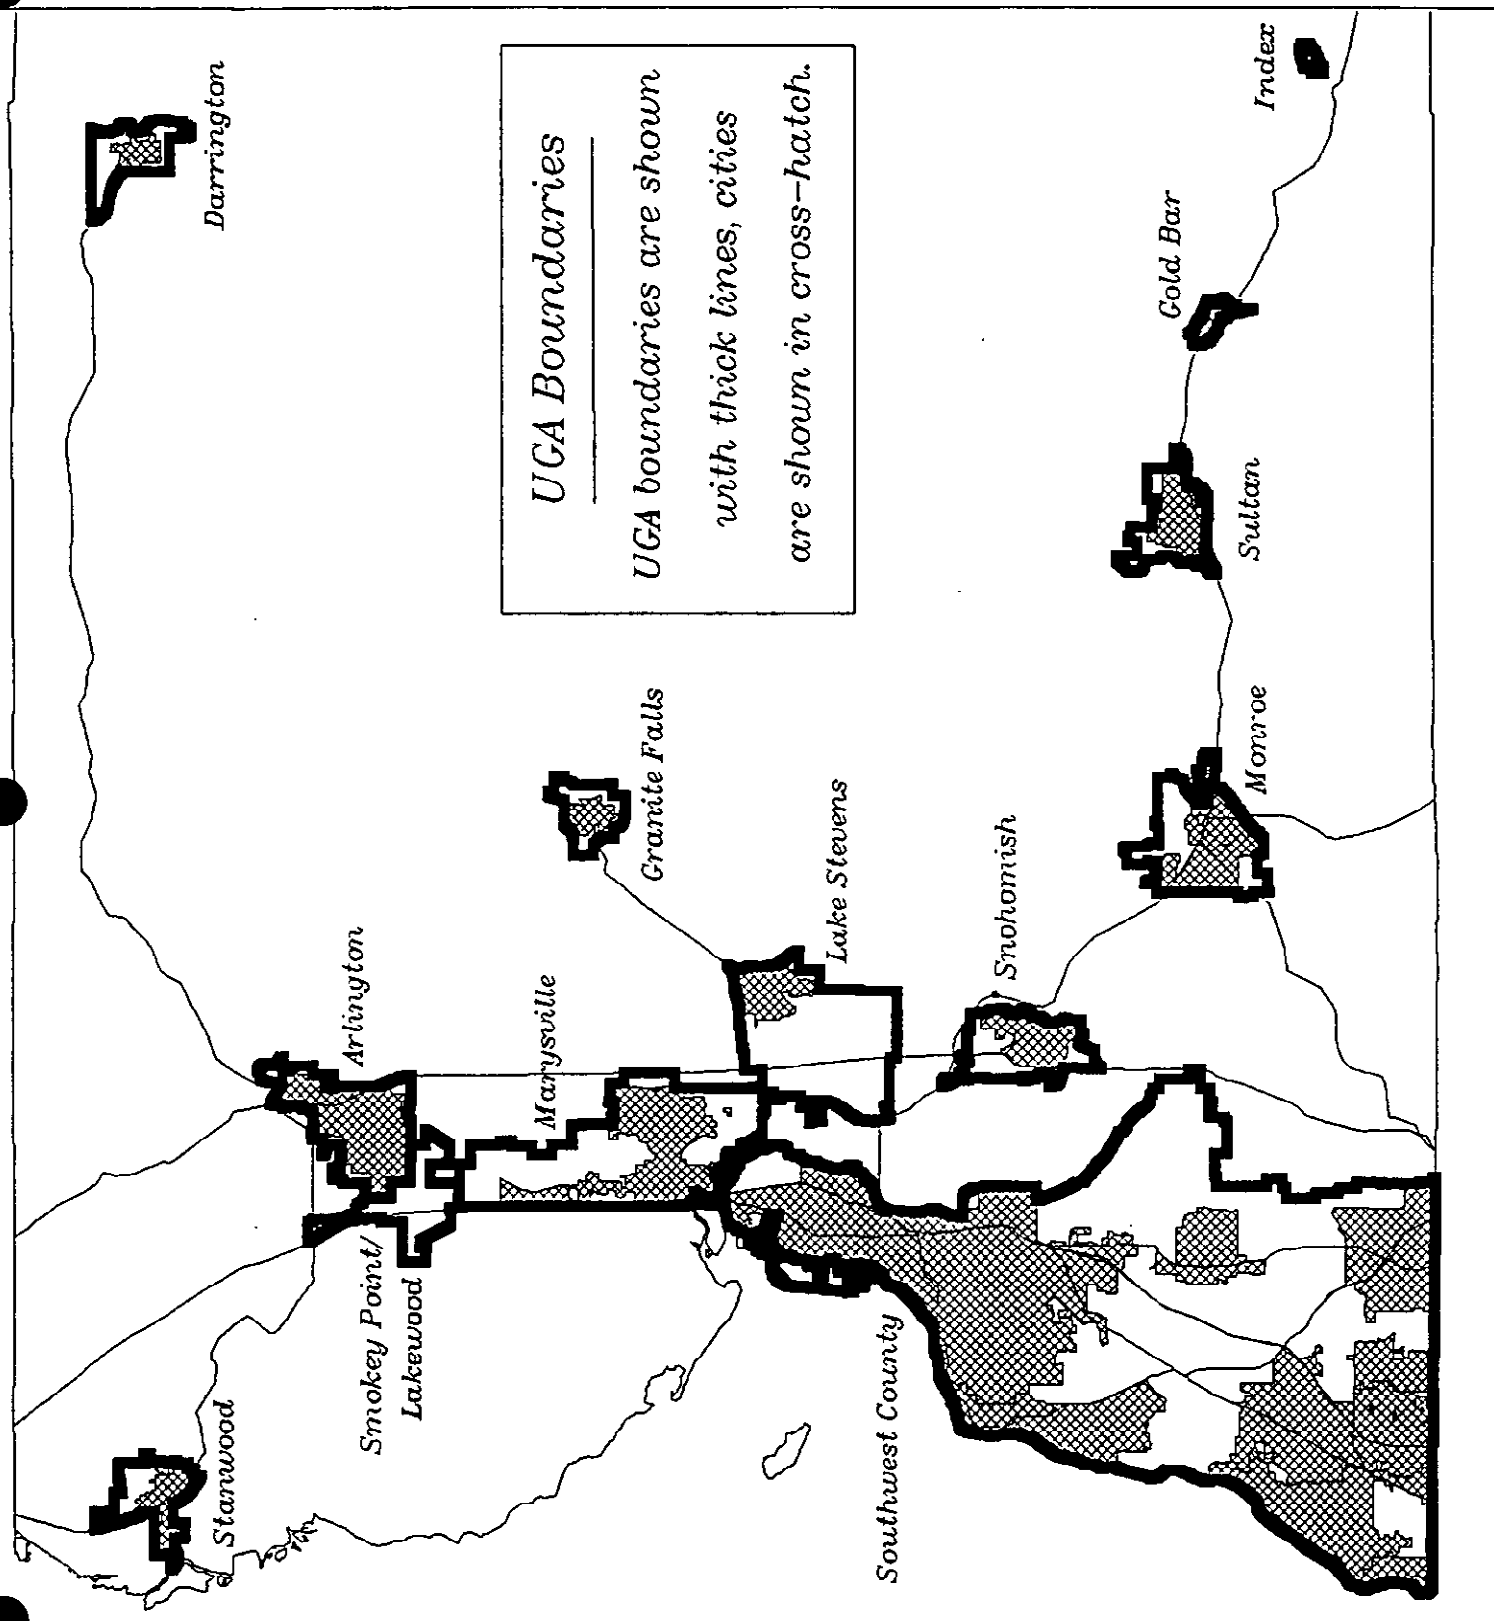 UGA Boundaries
UGA boundaries are shown
with thick lines, cities
are shown in cross-hatch.
Stanwood
Darrington
Arlington
Smokey Point/
Lakewood
Marysville
Granite Falls
Lake Stevens
Southwest County
Snohomish
Monroe
Sultan
Gold Bar
Index